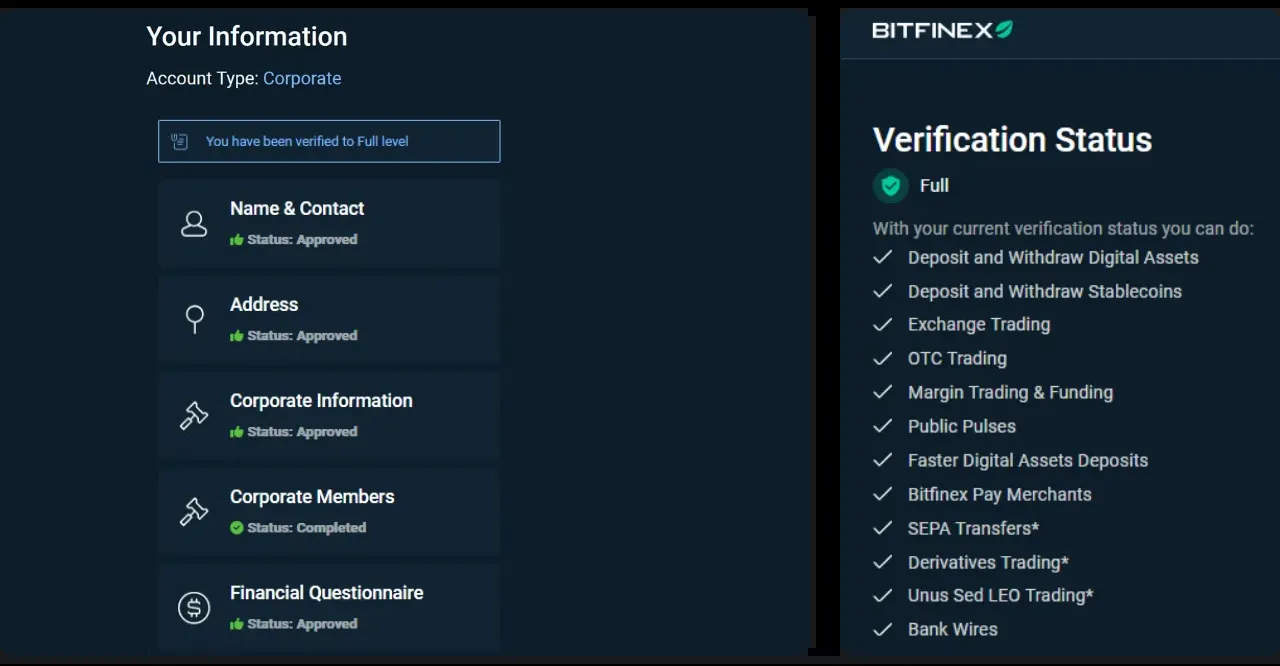 Your Information
Account Type: Corporate
You have been verified to Full level
Name & Contact
Status: Approved
Address
Status: Approved
Corporate Information
Status: Approved
Corporate Members
Status: Completed
Financial Questionnaire
Status: Approved
BITFINEX
Verification Status
Full
With your current verification status you can do:
Deposit and Withdraw Digital Assets
Deposit and Withdraw Stablecoins
Exchange Trading
OTC Trading
Margin Trading & Funding
Public Pulses
Faster Digital Assets Deposits
Bitfinex Pay Merchants
SEPA Transfers*
Derivatives Trading*
Unus Sed LEO Trading*
Bank Wires